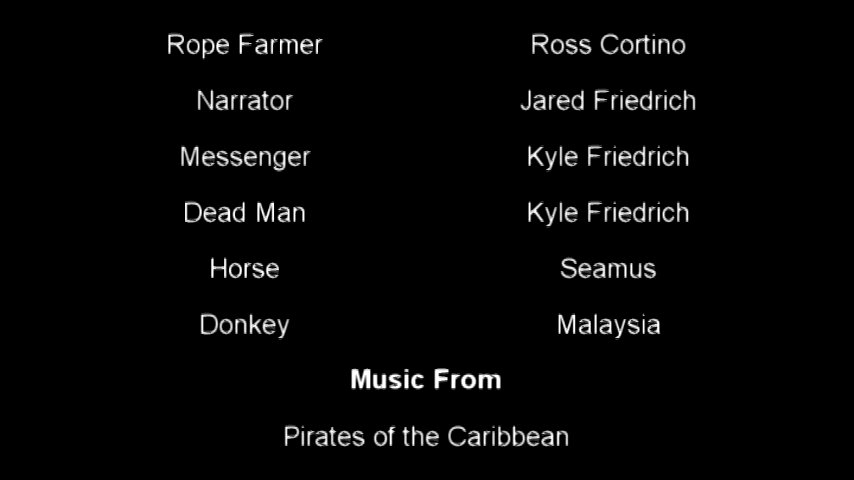 Rope Farmer Ross Cortino
Narrator Jared Friedrich
Messenger Kyle Friedrich
Dead Man Kyle Friedrich
Horse Seamus
Donkey Malaysia
Music From
Pirates of the Caribbean